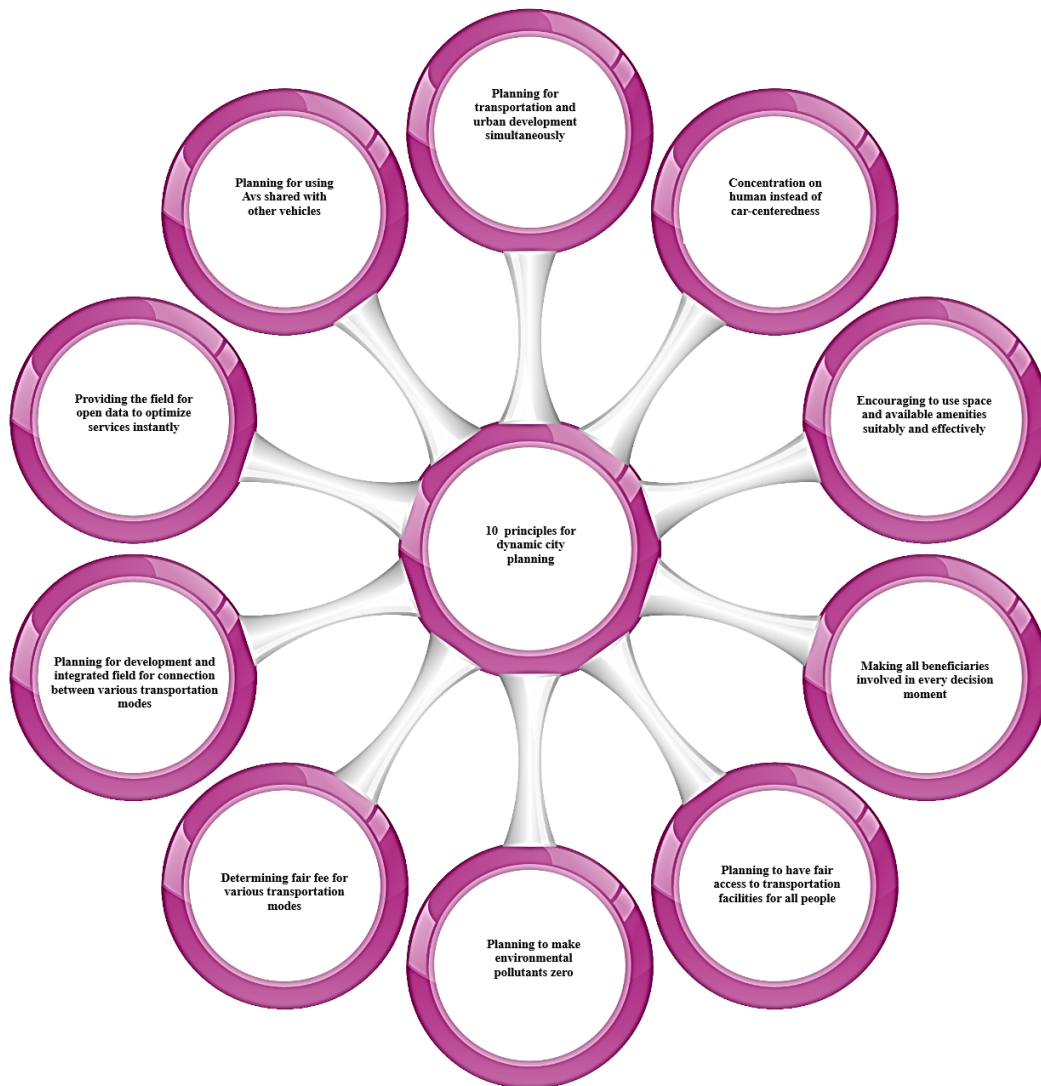 Planning for
transportation and
urban development
simultaneously
Concentration on
human instead of
car-centeredness
Encouraging to use space
and available amenities
suitably and effectively
Making all beneficiaries
involved in every decision
moment
Planning to have fair
access to transportation
facilities for all people
Planning to make
environmental
pollutants zero
Determining fair fee for
various transportation
modes
Planning for development and
integrated field for connection
between various transportation
modes
Providing the field for
open data to optimize
services instantly
Planning for using
Avs shared with
other vehicles
10 principles for
dynamic city
planning